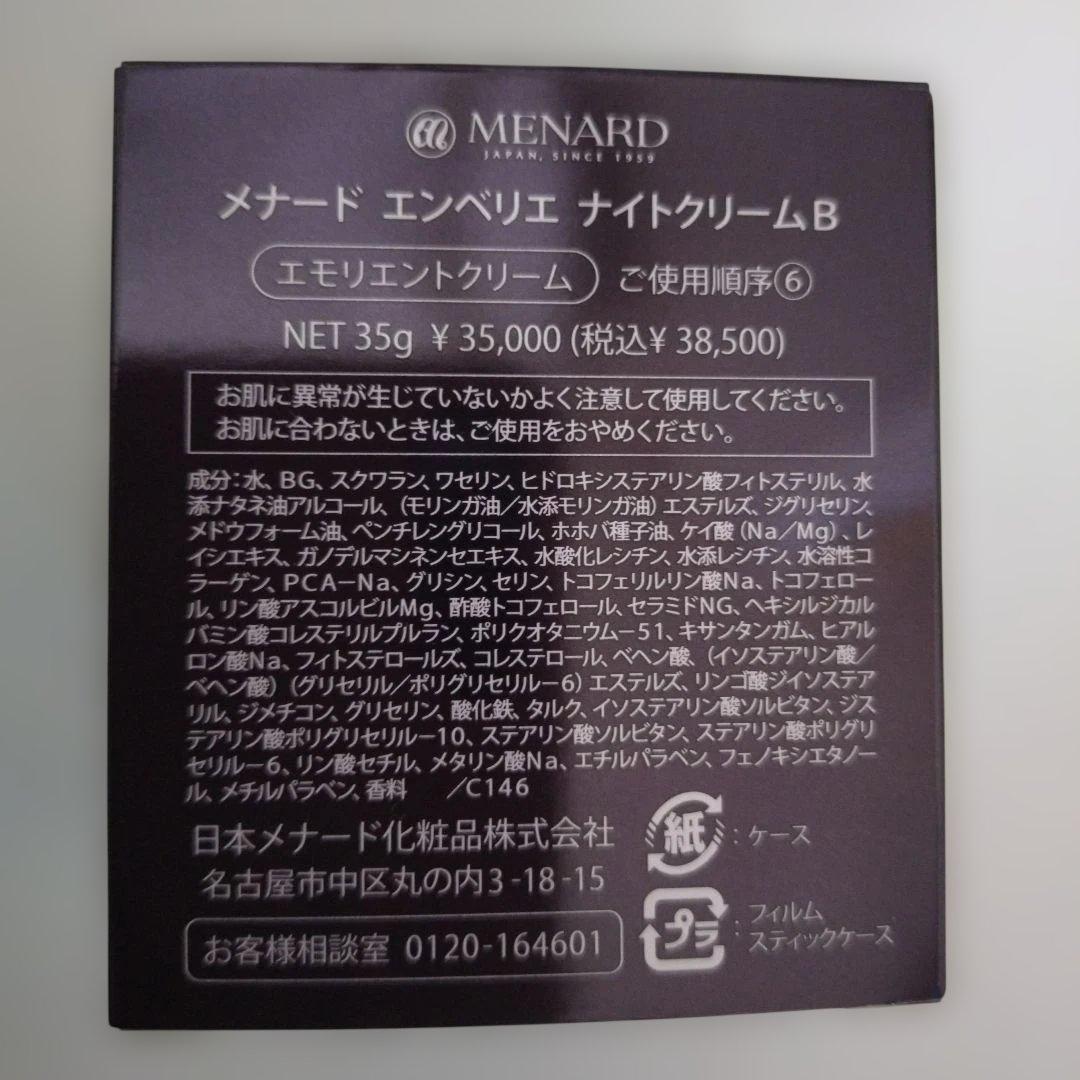 MENARD
JAPAN, SINCE 1959
メナード エンベリエ ナイトクリームB
エモリエントクリーム ご使用順序⑥
NET 35g ¥35,000 (税込¥38,500)
お肌に異常が生じていないかよく注意して使用してください。
お肌に合わないときは、ご使用をおやめください。
成分：水、BG、スクワラン、ワセリン、ヒドロキシステアリン酸フィトステリル、水
添ナタネ油アルコール、(モリンガ油／水添モリンガ油)エステルズ、ジグリセリン、
メドウフォーム油、ペンチレングリコール、ホホバ種子油、ケイ酸(Na／Mg)、レ
イシエキス、ガノデルマシネンセエキス、水酸化レシチン、水添レシチン、水溶性コ
ラーゲン、PCA－Na、グリシン、セリン、トコフェリルリン酸Na、トコフェロー
ル、リン酸アスコルビルMg、酢酸トコフェロール、セラミドNG、ヘキシルジカル
バミン酸コレステリルプルラン、ポリクオタニウム－51、キサンタンガム、ヒアル
ロン酸Na、フィトステロールズ、コレステロール、ベヘン酸、(イソステアリン酸／
ベヘン酸)(グリセリル／ポリグリセリル－6)エステルズ、リンゴ酸ジイソステア
リル、ジメチコン、グリセリン、酸化鉄、タルク、イソステアリン酸ソルビタン、ジス
テアリン酸ポリグリセリル－10、ステアリン酸ソルビタン、ステアリン酸ポリグリ
セリル－6、リン酸セチル、メタリン酸Na、エチルパラベン、フェノキシエタノー
ル、メチルパラベン、香料 ／C146
日本メナード化粧品株式会社
名古屋市中区丸の内3-18-15
お客様相談室 0120-164601
紙：ケース
プラ：フィルム
スティックケース